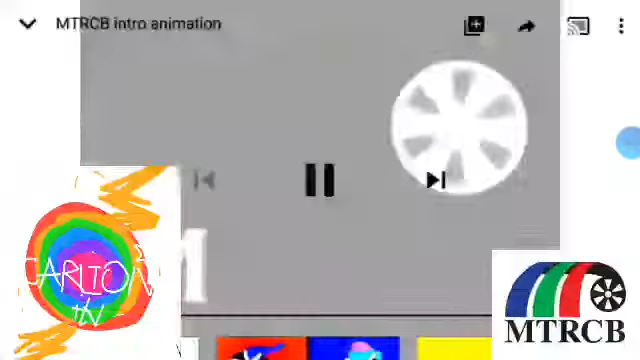 MTRCB intro animation
M
CARLTON
tv
MTRCB